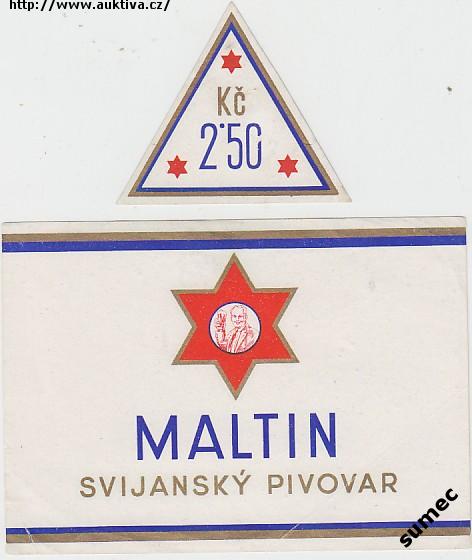 http://www.auktiva.cz/
Kč
2·50
MALTIN
SVIJANSKÝ PIVOVAR
sumec